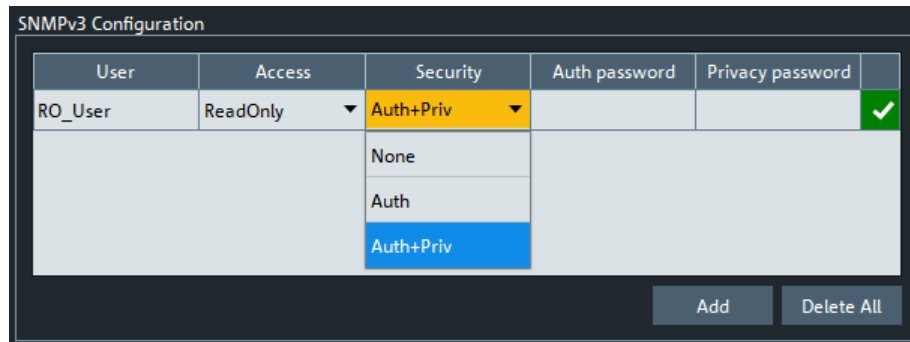 SNMPv3 Configuration
User Access Security Auth password Privacy password
RO_User ReadOnly Auth+Priv
None
Auth
Auth+Priv
Add Delete All